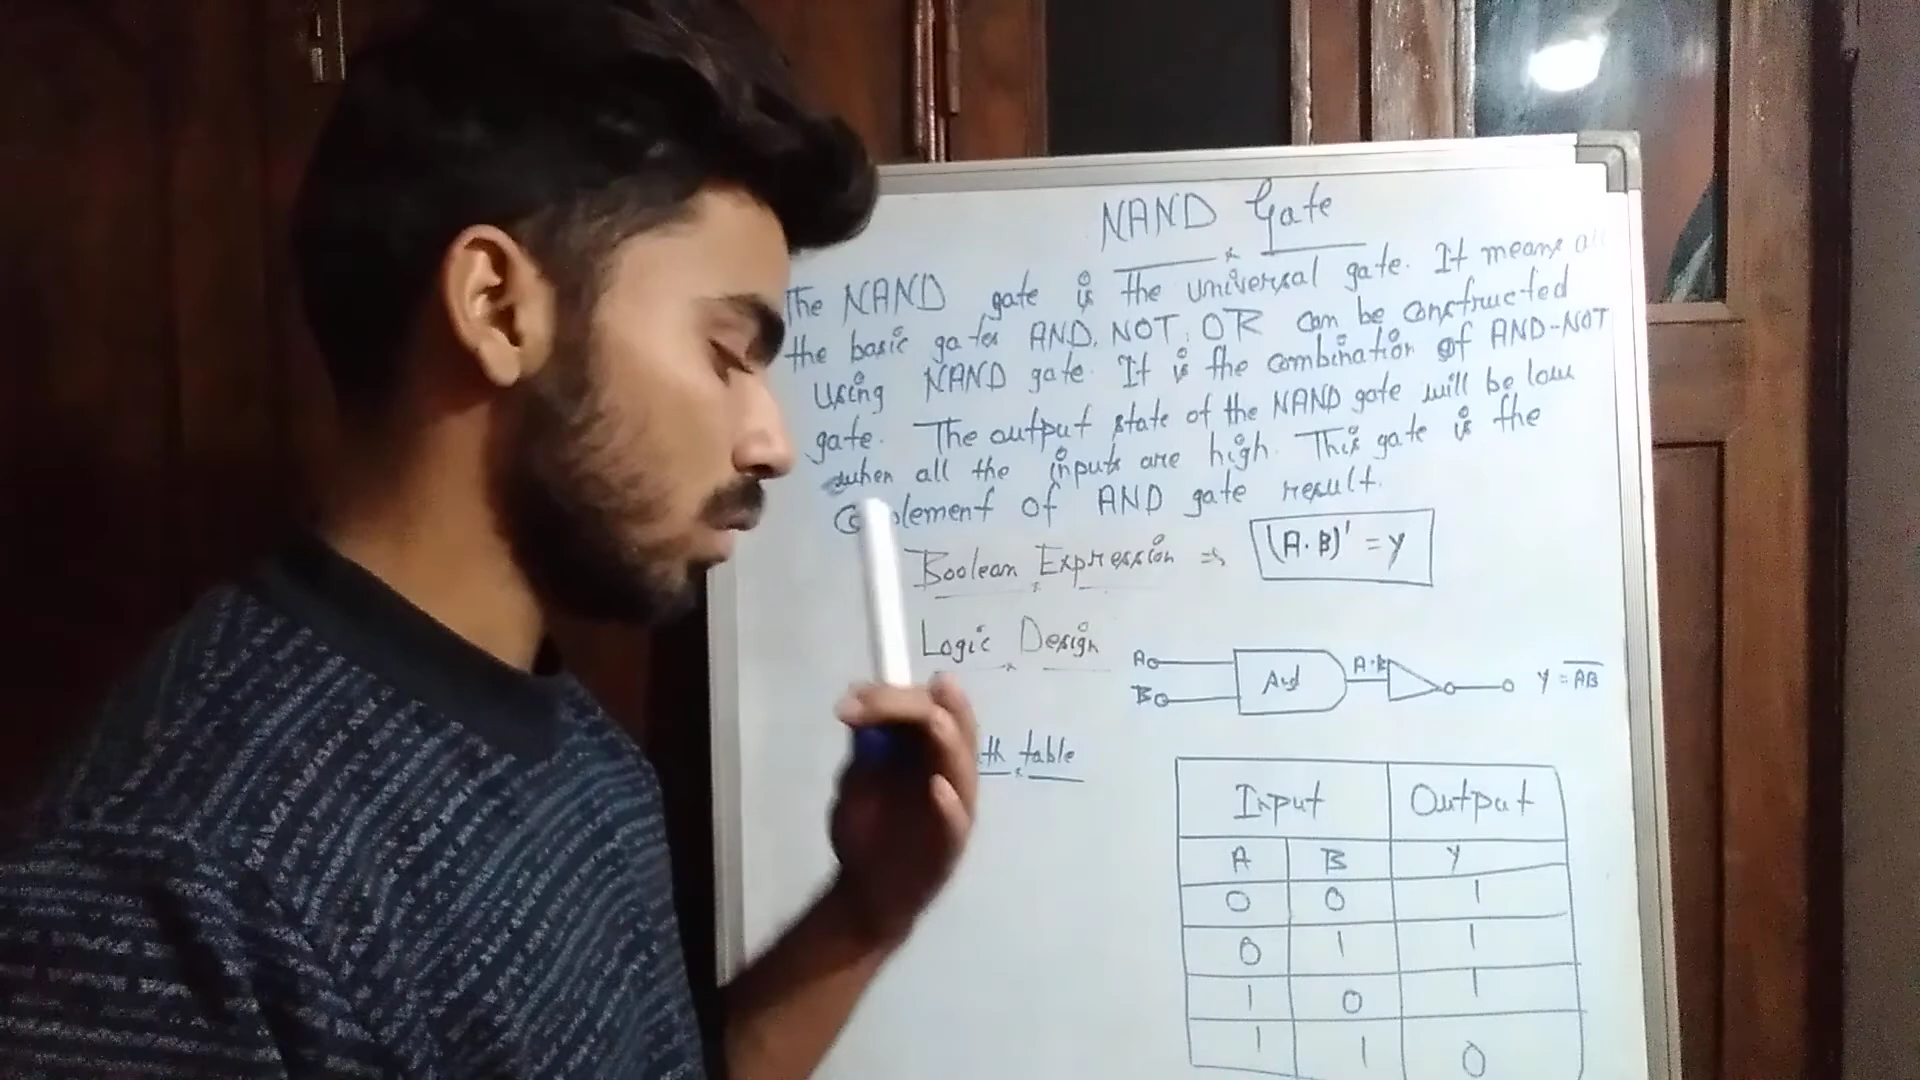 NAND Gate
The NAND gate is the universal gate. It means
the basic gates AND, NOT, OR can be constructed
using NAND gate. It is the combination of AND-NOT
gate. The output state of the NAND gate will be low
when all the inputs are high. This gate is the
lement of AND gate result.
Boolean Expression => (A·B)' = Y
Logic Design
A And A·B Y = A̅B̅
B
th table
Input Output
A B Y
0 0 1
0 1 1
1 0 1
1 1 0